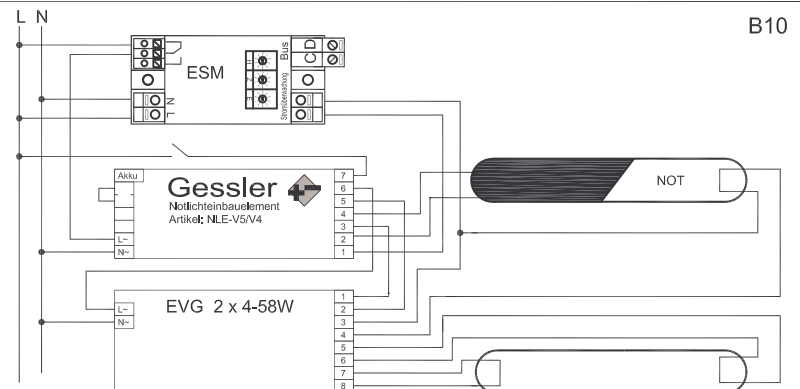 L N
B10
ESM
H
Z
E
Bus
C D
Stromüberwachung
N
L
Akku
Gessler
Notlichteinbauelement
Artikel: NLE-V5/V4
L~
N~
7
6
5
4
3
2
1
NOT
EVG 2 x 4-58W
L~
N~
1
2
3
4
5
6
7
8